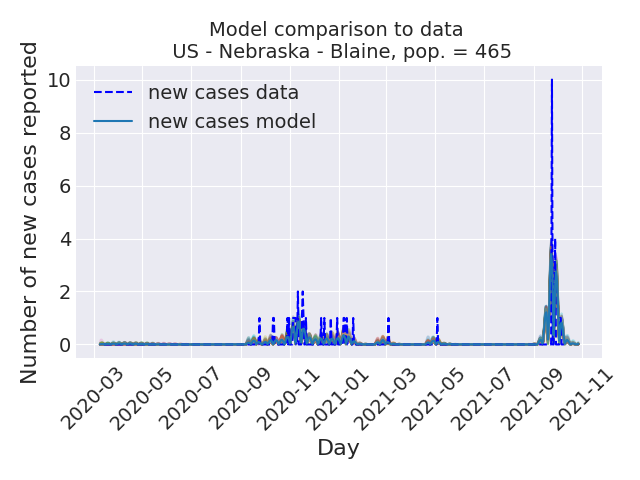 Model comparison to data
US - Nebraska - Blaine, pop. = 465
Number of new cases reported
10
8
6
4
2
0
new cases data
new cases model
2020-03
2020-05
2020-07
2020-09
2020-11
2021-01
2021-03
2021-05
2021-07
2021-09
2021-11
Day